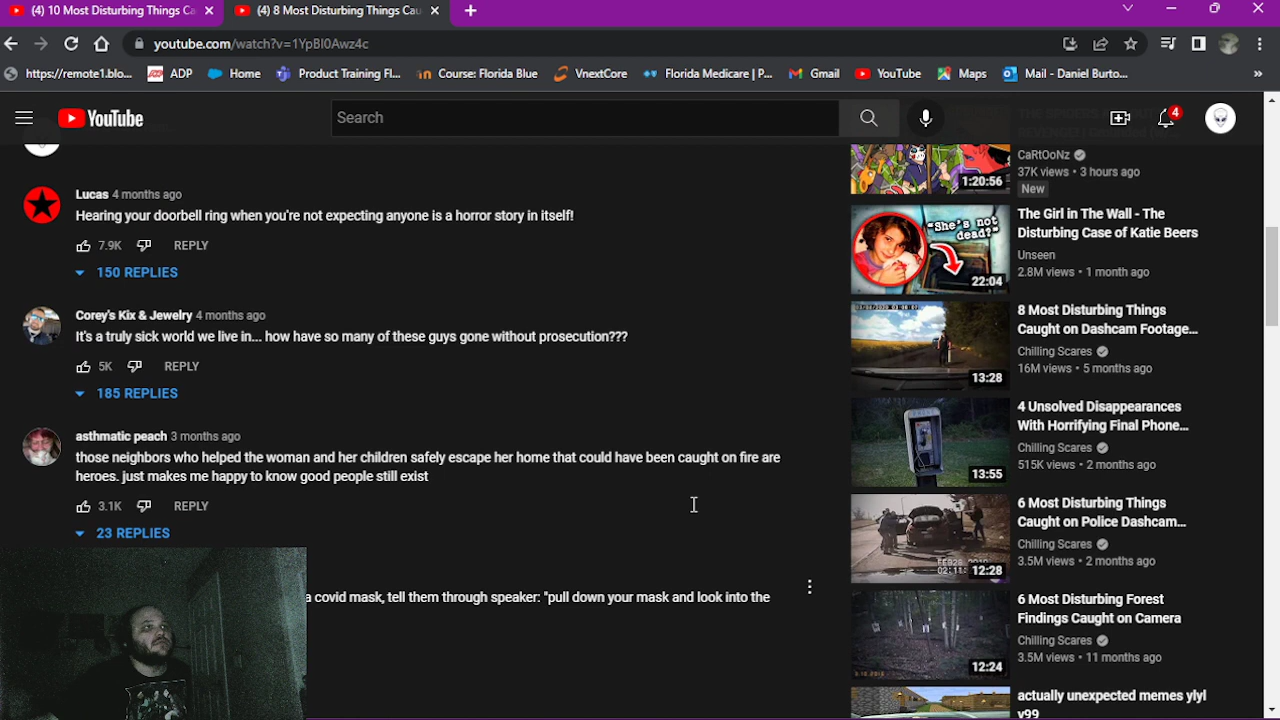 (4) 10 Most Disturbing Things Ca
(4) 8 Most Disturbing Things Cau
youtube.com/watch?v=1YpBI0Awz4c
https://remote1.blo...
ADP
Home
Product Training Fl...
Course: Florida Blue
VnextCore
Florida Medicare | P...
Gmail
YouTube
Maps
Mail - Daniel Burto...
»
YouTube
Search
4
Lucas 4 months ago
Hearing your doorbell ring when you're not expecting anyone is a horror story in itself!
7.9K REPLY
150 REPLIES
Corey's Kix & Jewelry 4 months ago
It's a truly sick world we live in... how have so many of these guys gone without prosecution???
5K REPLY
185 REPLIES
asthmatic peach 3 months ago
those neighbors who helped the woman and her children safely escape her home that could have been caught on fire are
heroes. just makes me happy to know good people still exist
3.1K REPLY
23 REPLIES
a covid mask, tell them through speaker: "pull down your mask and look into the
CaRtOoNz
37K views • 3 hours ago
New
1:20:56
"She's not
dead?"
22:04
The Girl in The Wall - The
Disturbing Case of Katie Beers
Unseen
2.8M views • 1 month ago
13:28
8 Most Disturbing Things
Caught on Dashcam Footage...
Chilling Scares
16M views • 5 months ago
13:55
4 Unsolved Disappearances
With Horrifying Final Phone...
Chilling Scares
515K views • 2 months ago
12:28
6 Most Disturbing Things
Caught on Police Dashcam...
Chilling Scares
3.5M views • 2 months ago
12:24
6 Most Disturbing Forest
Findings Caught on Camera
Chilling Scares
3.5M views • 11 months ago
actually unexpected memes ylyl
v99